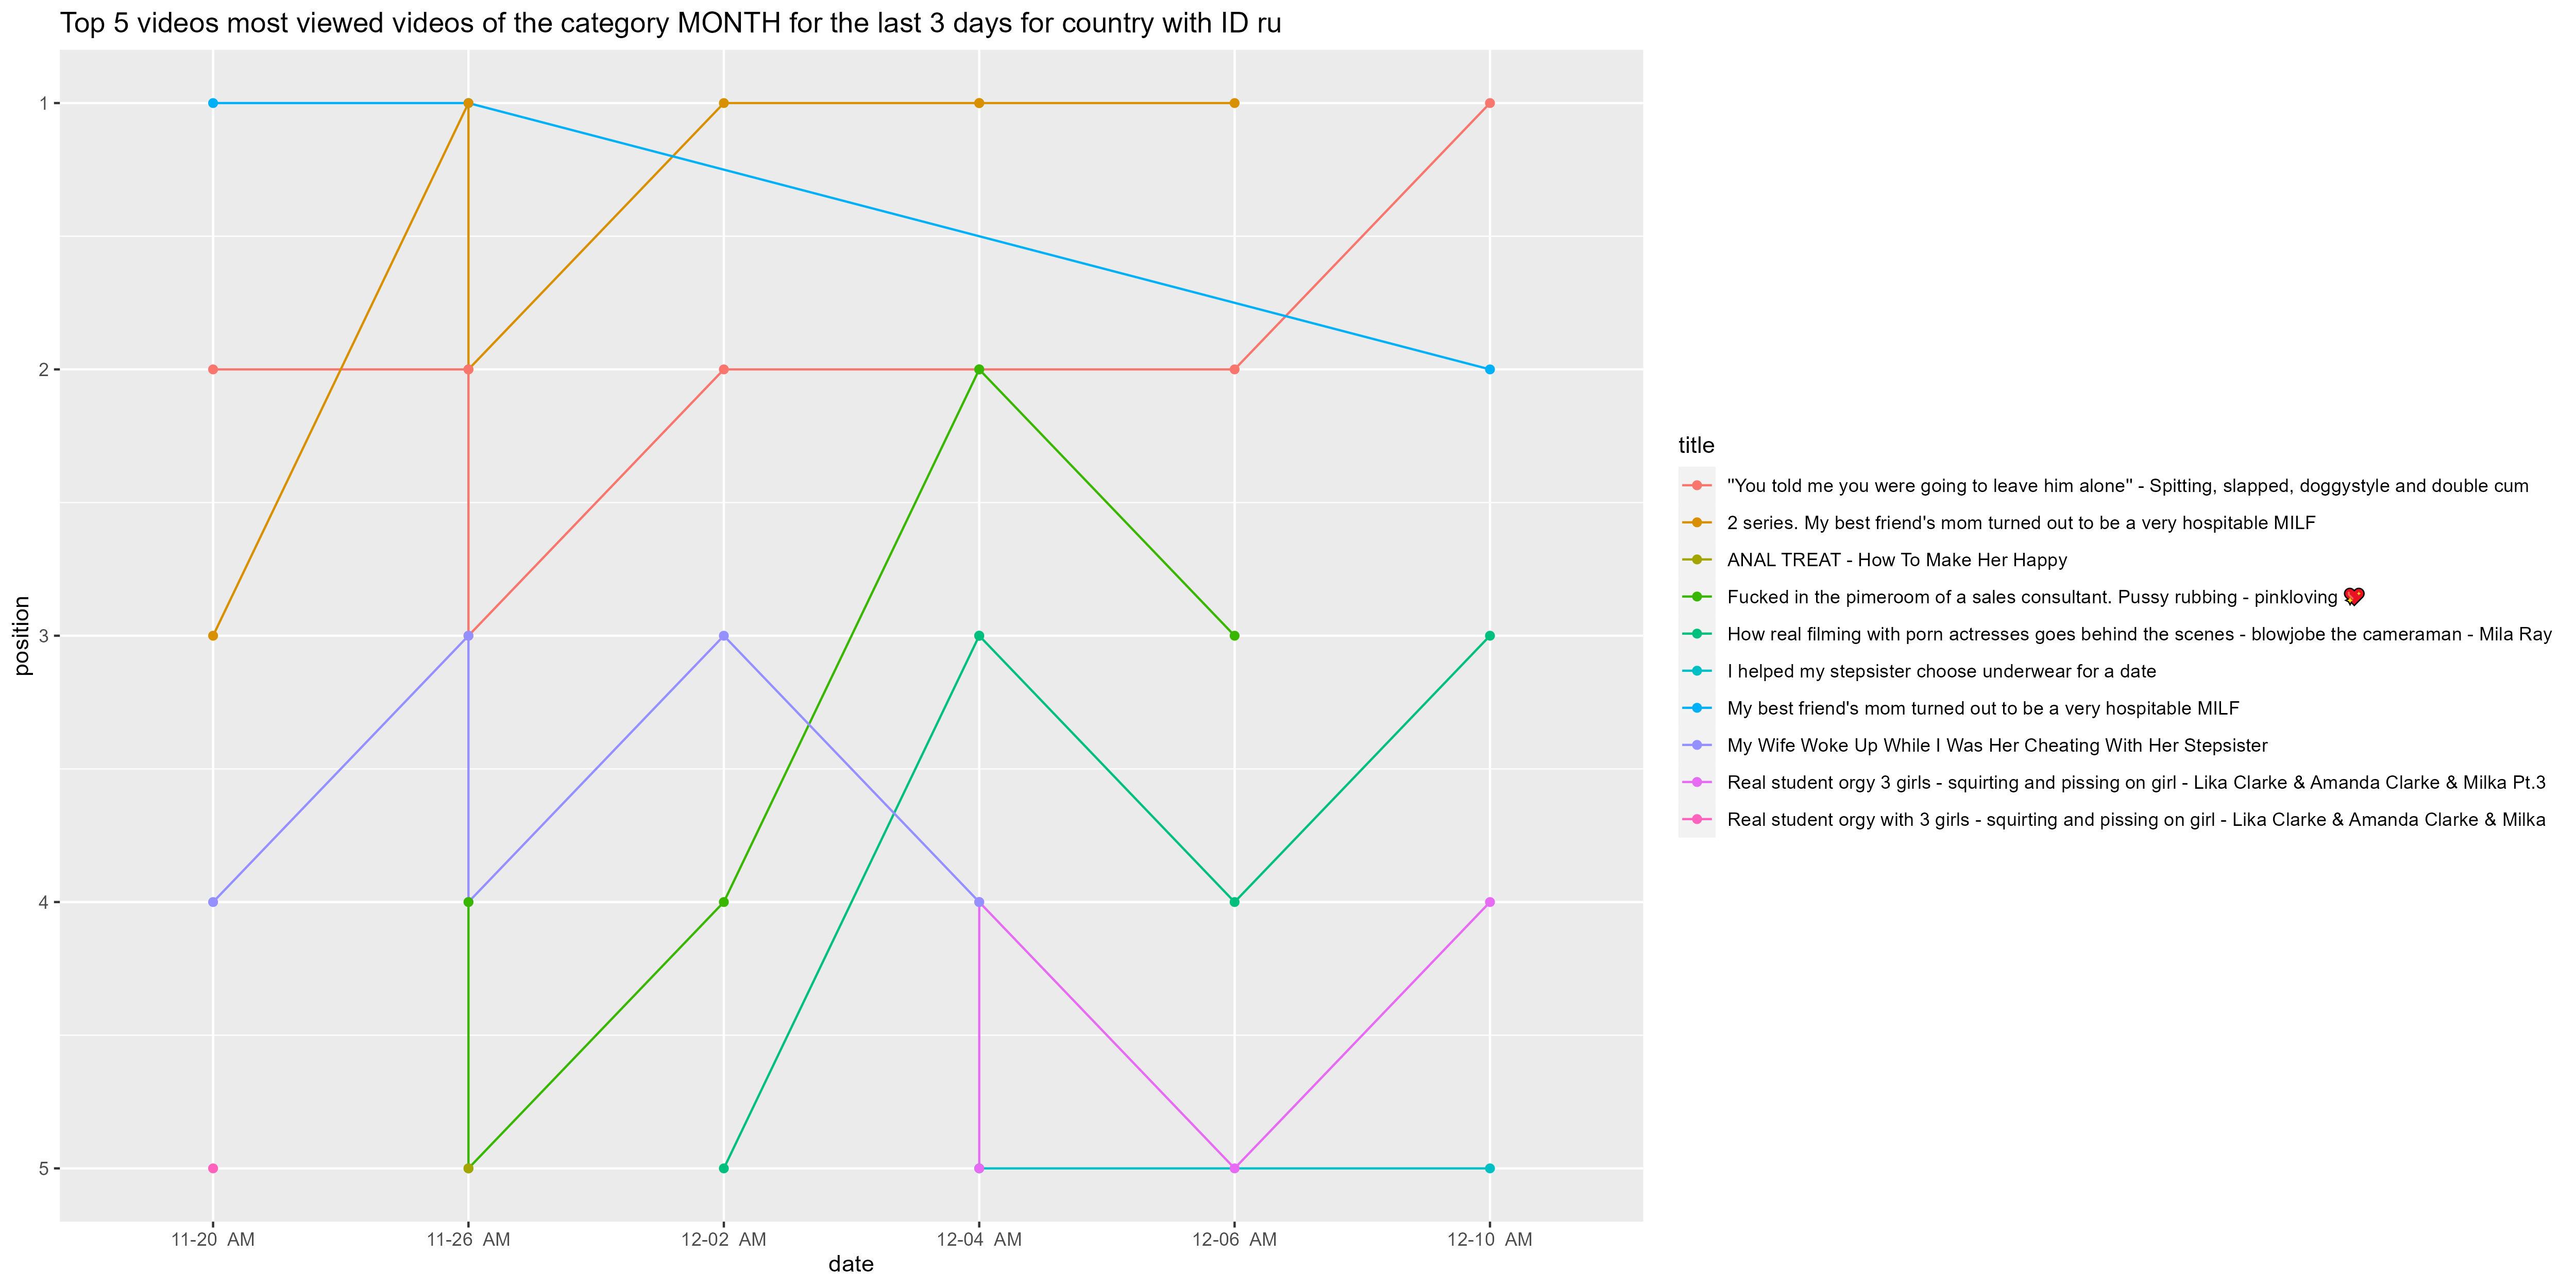 Top 5 videos most viewed videos of the category MONTH for the last 3 days for country with ID ru
1
2
3
4
5
position
11-20 AM
11-26 AM
12-02 AM
12-04 AM
12-06 AM
12-10 AM
date
title
"You told me you were going to leave him alone" - Spitting, slapped, doggystyle and double cum
2 series. My best friend's mom turned out to be a very hospitable MILF
ANAL TREAT - How To Make Her Happy
Fucked in the pimeroom of a sales consultant. Pussy rubbing - pinkloving 💖
How real filming with porn actresses goes behind the scenes - blowjobe the cameraman - Mila Ray
I helped my stepsister choose underwear for a date
My best friend's mom turned out to be a very hospitable MILF
My Wife Woke Up While I Was Her Cheating With Her Stepsister
Real student orgy 3 girls - squirting and pissing on girl - Lika Clarke & Amanda Clarke & Milka Pt.3
Real student orgy with 3 girls - squirting and pissing on girl - Lika Clarke & Amanda Clarke & Milka